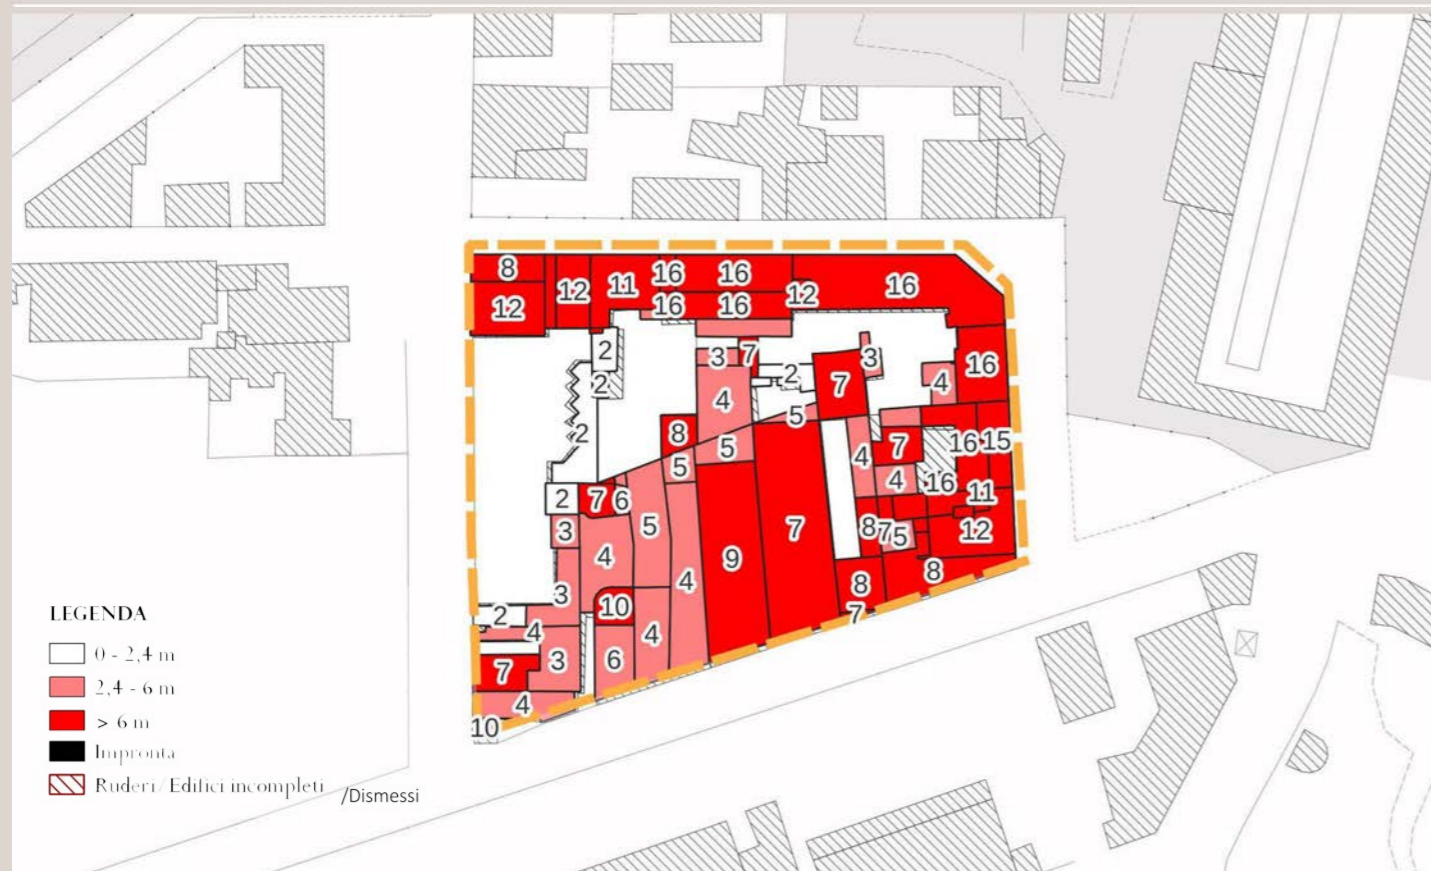 8 16 16
12 12 11 12 16
16 16
2 3 7 3
2 2 7 16
4 4
2 8 5
5 7 16 15
5 4
2 7 6 4 16 11
3 5 8 7 5 12
4 9 7
3 4 8 8
10
2 7
4 4
3 6
7
4
10
LEGENDA
0 - 2,4 m
2,4 - 6 m
> 6 m
Impronta
Ruderi / Edifici incompleti /Dismessi